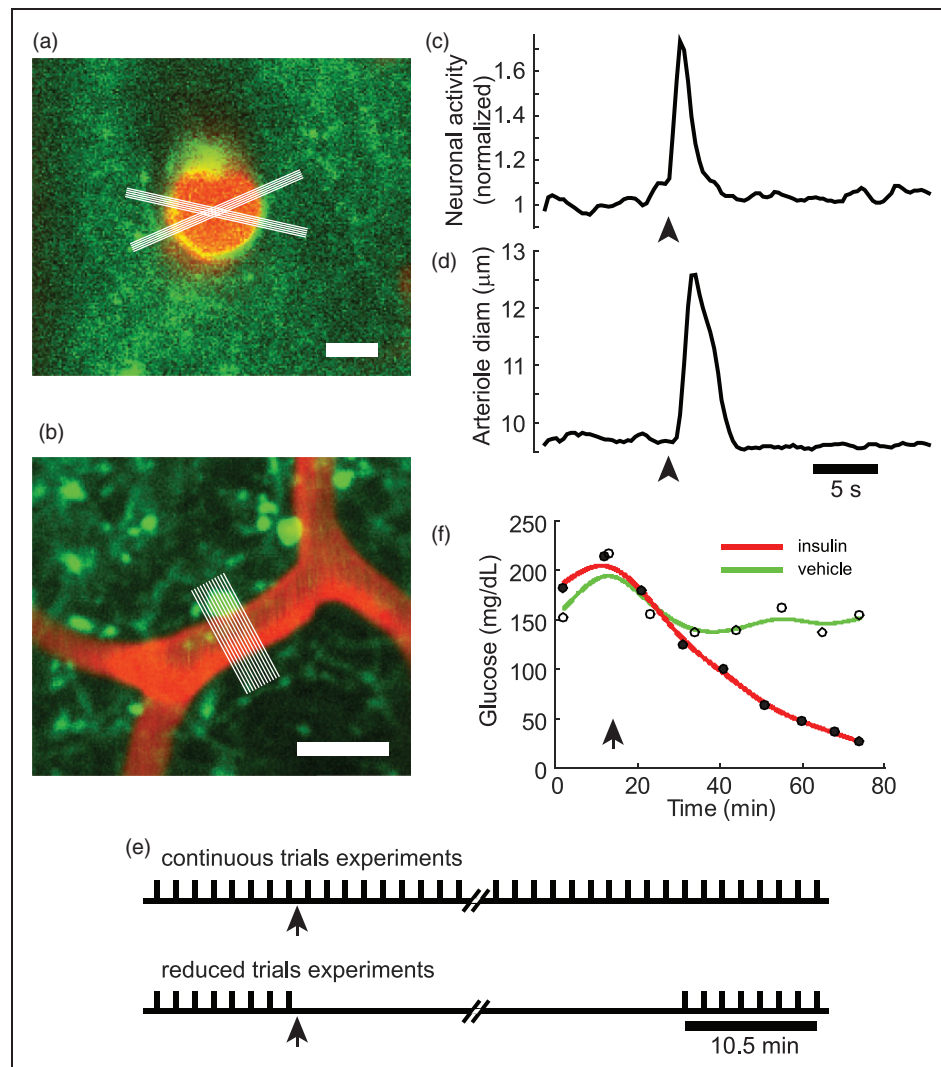 (a)
(b)
(c)
Neuronal activity
(normalized)
1.6
1.4
1.2
1.1
1
(d)
Arteriole diam (μm)
13
12
11
10
5 s
(f)
Glucose (mg/dL)
250
200
150
100
50
0
insulin
vehicle
0
20
40
60
80
Time (min)
(e)
continuous trials experiments
reduced trials experiments
10.5 min